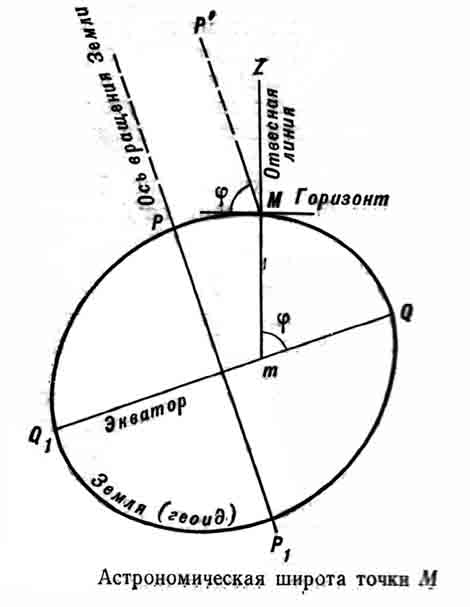 P'
Z
Ось вращения Земли
Отвесная
линия
φ
M
Горизонт
P
Q
φ
m
Экватор
Q₁
Земля (геоид)
P₁
Астрономическая широта точки M